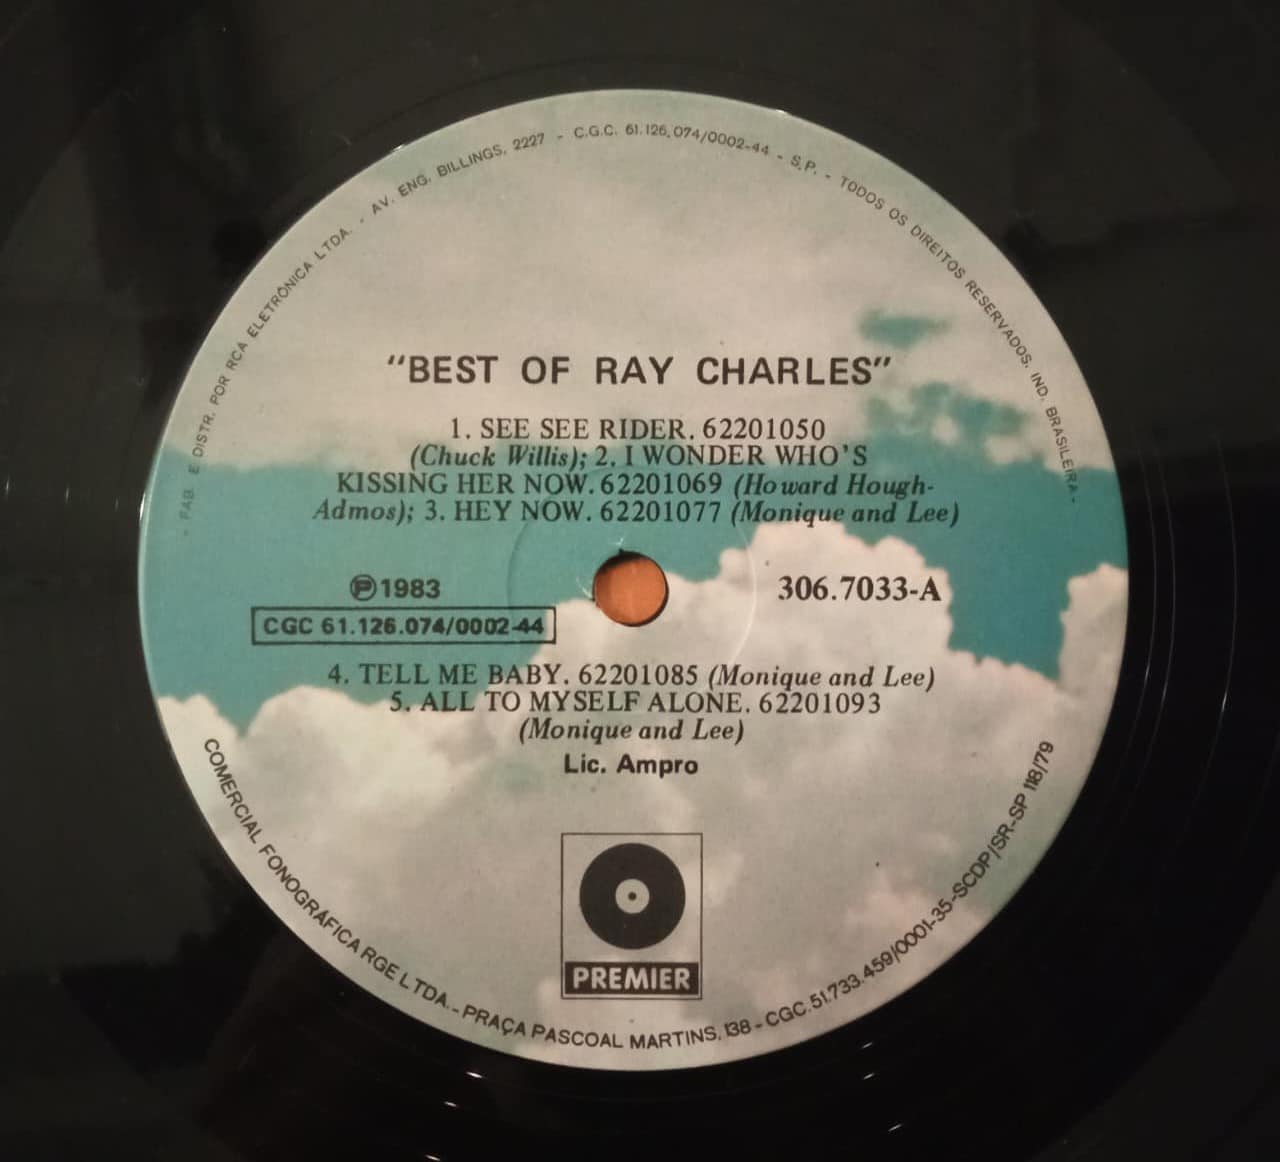 - FAB. E DISTR. POR RCA ELETRÔNICA LTDA. - AV. ENG. BILLINGS, 2227 - C.G.C. 61.126.074/0002-44 - S.P. - TODOS OS DIREITOS RESERVADOS. IND. BRASILEIRA -
"BEST OF RAY CHARLES"
1. SEE SEE RIDER. 62201050
(Chuck Willis); 2. I WONDER WHO'S
KISSING HER NOW. 62201069 (Howard Hough-
Admos); 3. HEY NOW. 62201077 (Monique and Lee)
℗ 1983
306.7033-A
CGC 61.126.074/0002-44
4. TELL ME BABY. 62201085 (Monique and Lee)
5. ALL TO MYSELF ALONE. 62201093
(Monique and Lee)
Lic. Ampro
PREMIER
COMERCIAL FONOGRÁFICA RGE LTDA. - PRAÇA PASCOAL MARTINS, 138 - CGC. 51.733.459/0001-35 - SCDP/SR-SP 118/79